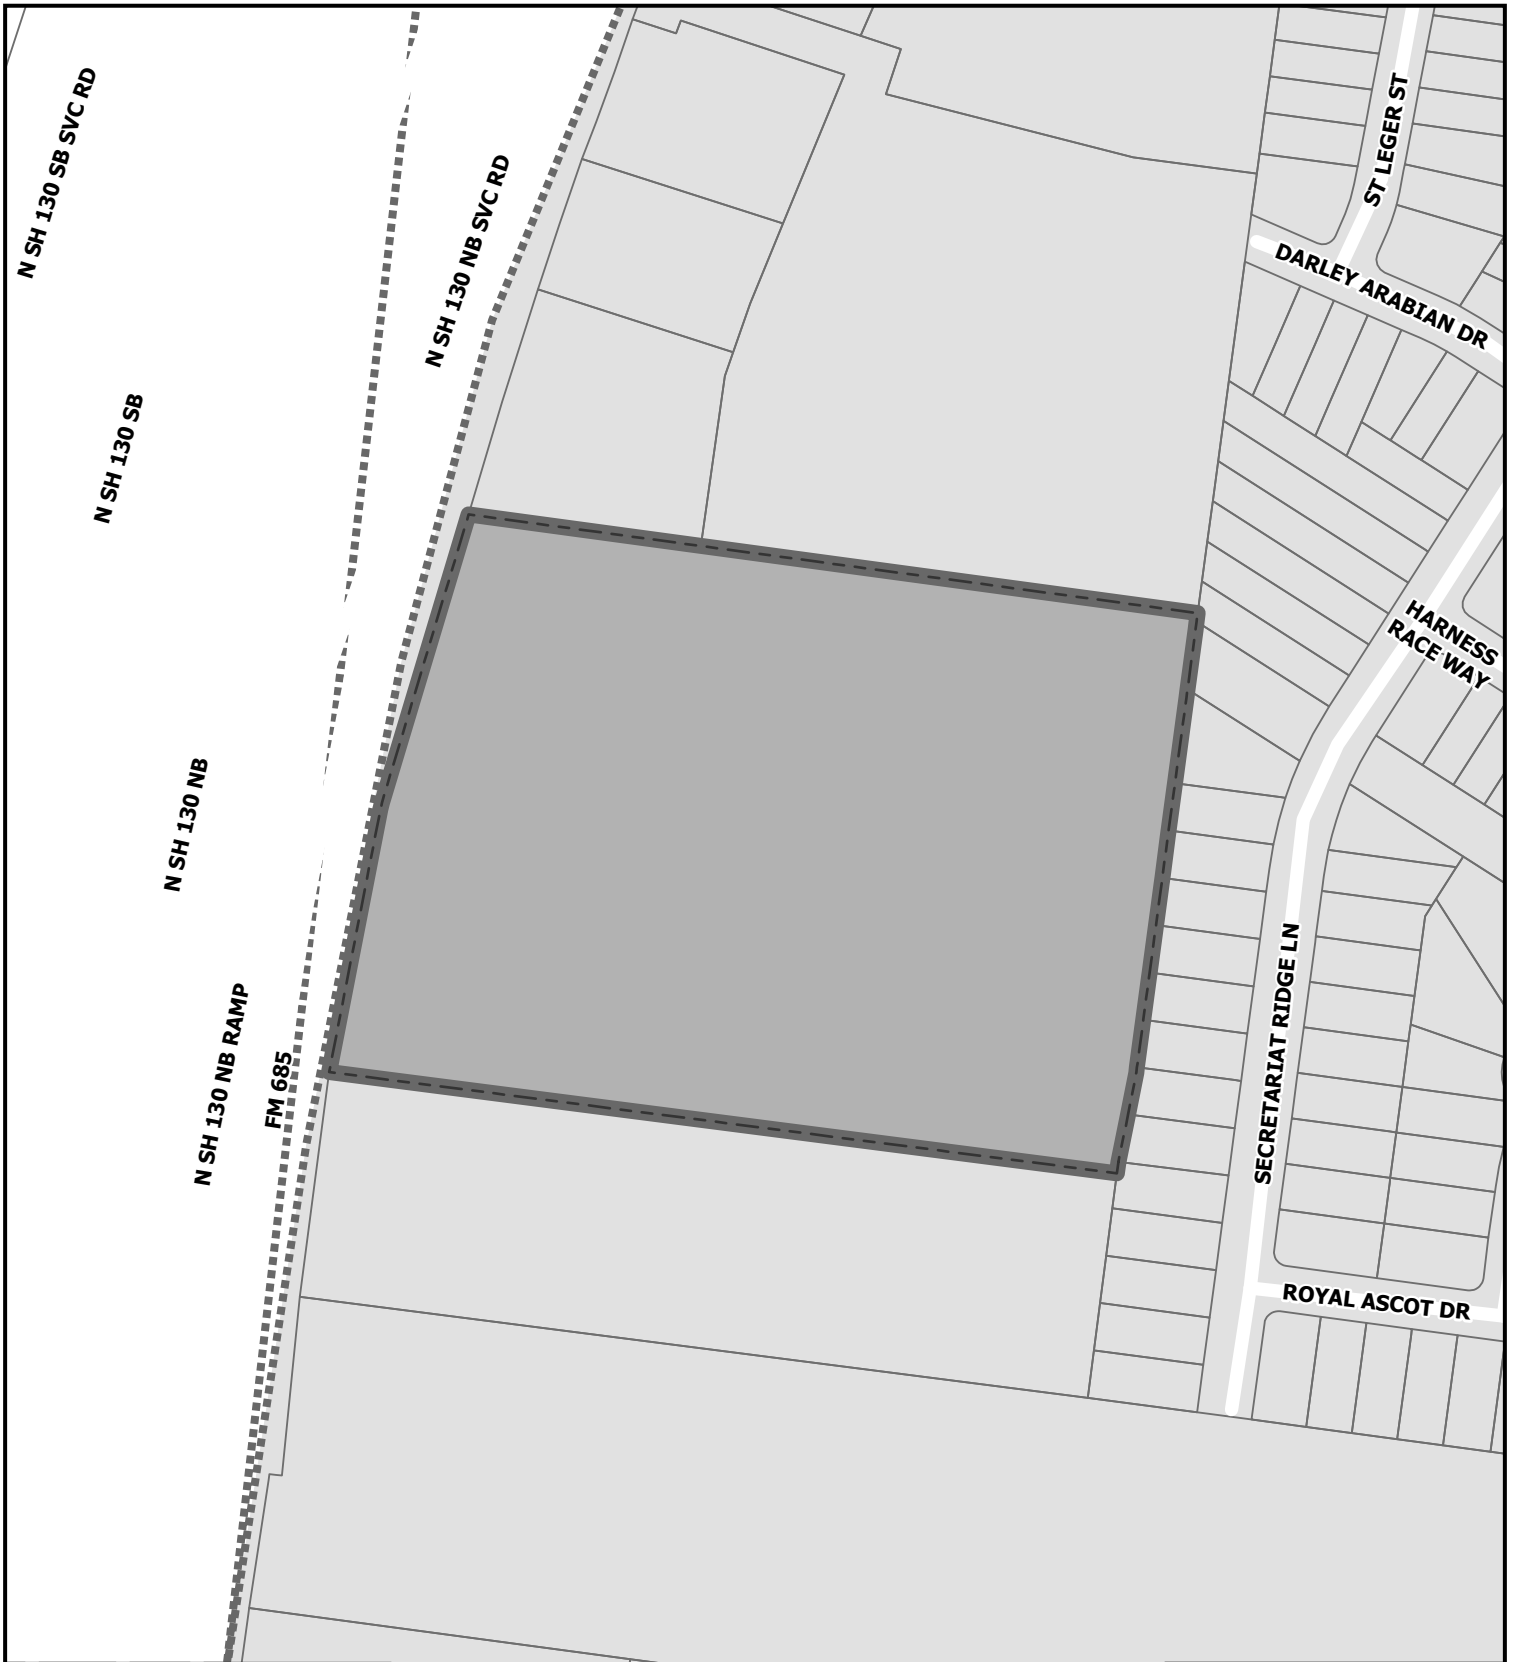 N SH 130 SB SVC RD
ST LEGER ST
N SH 130 NB SVC RD
DARLEY ARABIAN DR
N SH 130 SB
HARNESS
RACE WAY
N SH 130 NB
SECRETARIAT RIDGE LN
N SH 130 NB RAMP
FM 685
ROYAL ASCOT DR